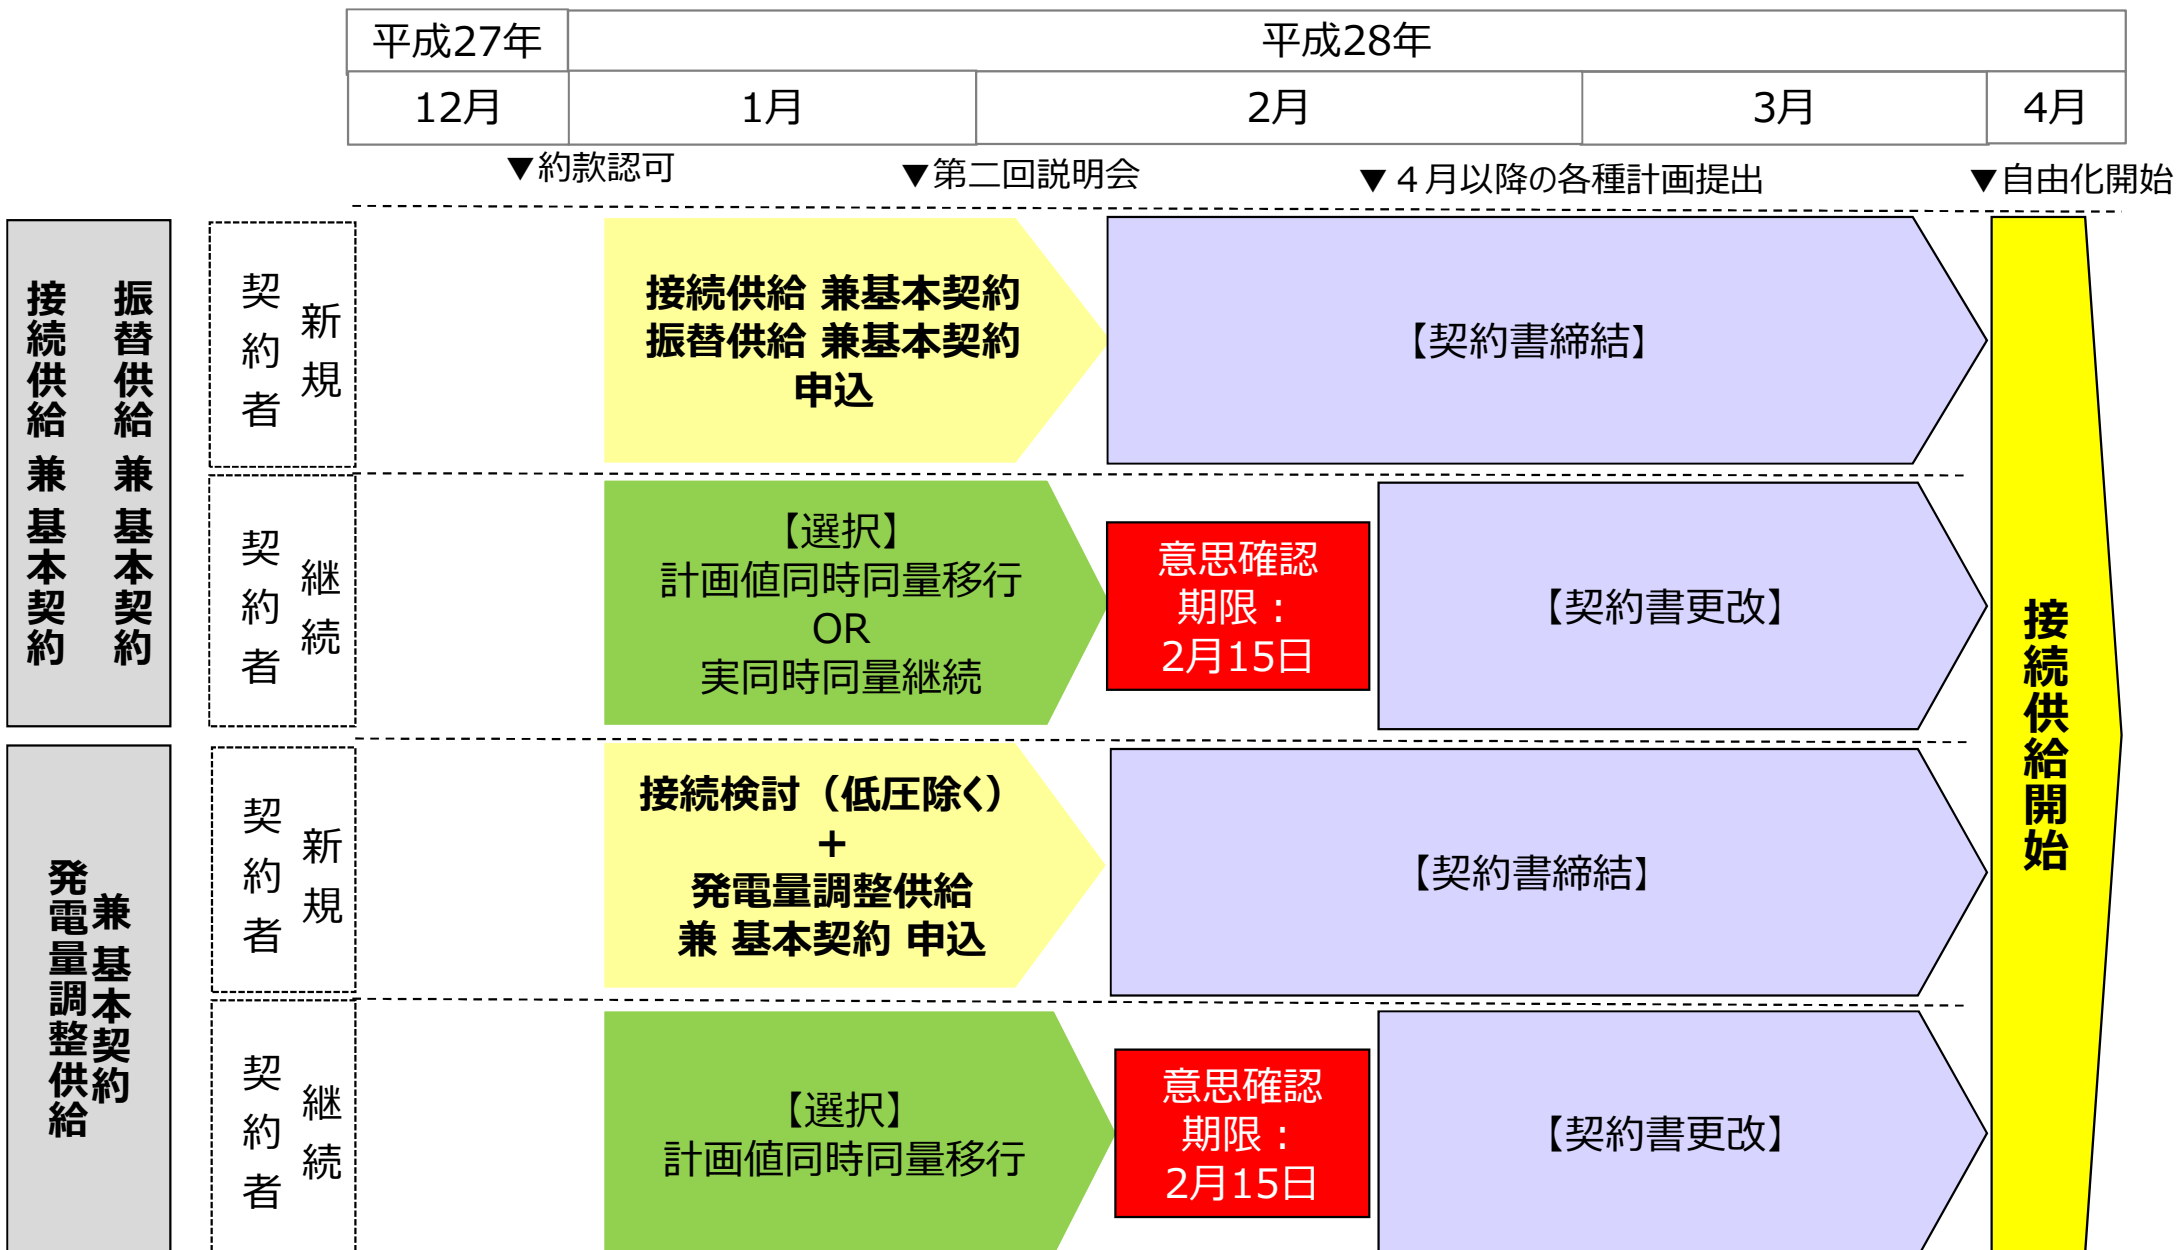 平成27年
平成28年
12月
1月
2月
3月
4月
▼約款認可
▼第二回説明会
▼４月以降の各種計画提出
▼自由化開始
振替供給 兼 基本契約
接続供給 兼 基本契約
新規
契約者
接続供給 兼基本契約
振替供給 兼基本契約
申込
【契約書締結】
継続
契約者
【選択】
計画値同時同量移行
OR
実同時同量継続
意思確認
期限：
2月15日
【契約書更改】
発電量調整供給
兼 基本契約
新規
契約者
接続検討（低圧除く）
+
発電量調整供給
兼 基本契約 申込
【契約書締結】
継続
契約者
【選択】
計画値同時同量移行
意思確認
期限：
2月15日
【契約書更改】
接続供給開始